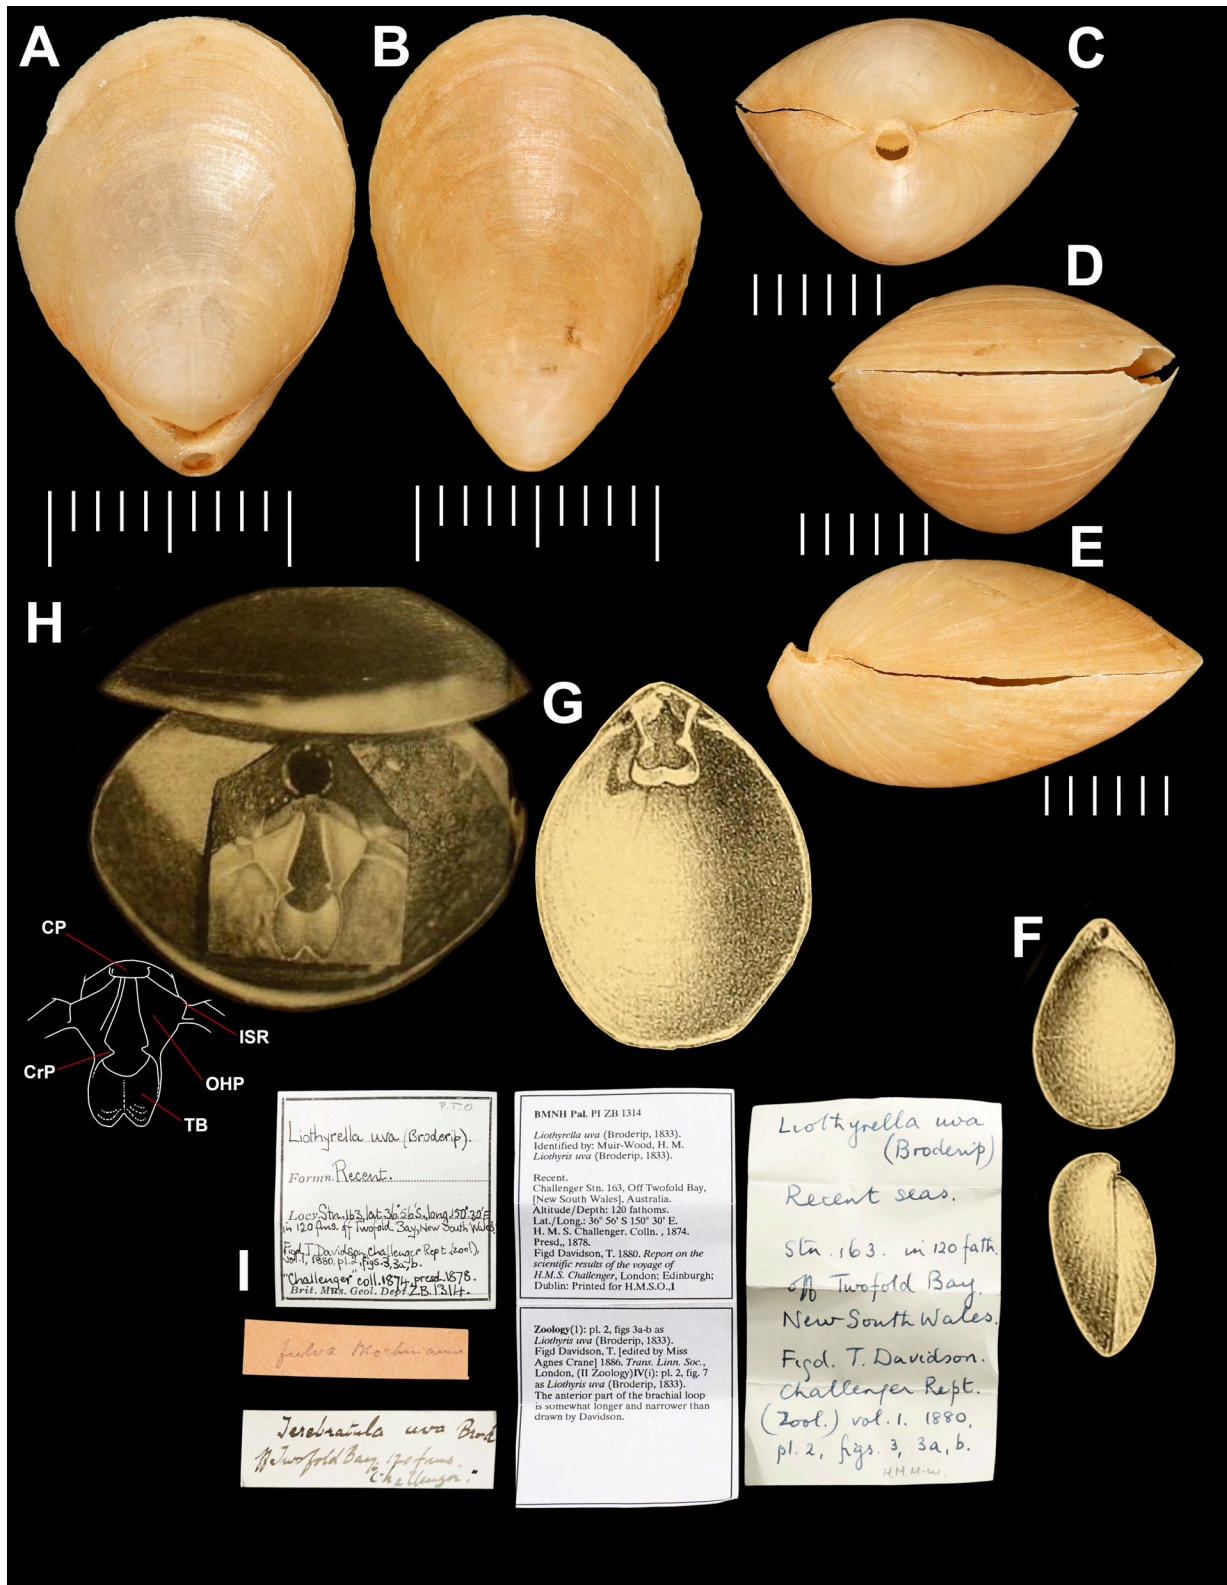 A
B
C
D
E
H
G
F
CP
ISR
CrP
OHP
TB
I
P.T.O
Liothyrella uva (Broderip).
Formn. Recent.
Locy. Stn. 163, lat. 36°56'S, long. 150°30'E
in 120 fms. off Twofold Bay, New South Wales.
Figd. T. Davidson, Challenger Rept. (Zool),
vol. 1, 1880, pl. 2, figs. 3, 3a, b.
"Challenger" coll. 1874. presd. 1878.
Brit. Mus. Geol. Dept. ZB.1314.
fulva
Terebratula uva Brod
off Twofold Bay. 120 fms.
"Challenger."
BMNH Pal. PI ZB 1314
Liothyrella uva (Broderip, 1833).
Identified by: Muir-Wood, H. M.
Liothyris uva (Broderip, 1833).
Recent.
Challenger Stn. 163, Off Twofold Bay,
[New South Wales], Australia.
Altitude/Depth: 120 fathoms.
Lat./Long.: 36° 56' S 150° 30' E.
H. M. S. Challenger. Colln. , 1874.
Presd,, 1878.
Figd Davidson, T. 1880. Report on the
scientific results of the voyage of
H.M.S. Challenger, London; Edinburgh;
Dublin: Printed for H.M.S.O.,I
Zoology(1): pl. 2, figs 3a-b as
Liothyris uva (Broderip, 1833).
Figd Davidson, T. [edited by Miss
Agnes Crane] 1886. Trans. Linn. Soc.,
London, (II Zoology)IV(i): pl. 2, fig. 7
as Liothyris uva (Broderip, 1833).
The anterior part of the brachial loop
is somewhat longer and narrower than
drawn by Davidson.
Liothyrella uva
(Broderip)
Recent seas.
Stn. 163. in 120 fath.
off Twofold Bay.
New South Wales.
Figd. T. Davidson.
Challenger Rept.
(Zool.) vol. 1. 1880,
pl. 2, figs. 3, 3a, b.
H.M.M-W.